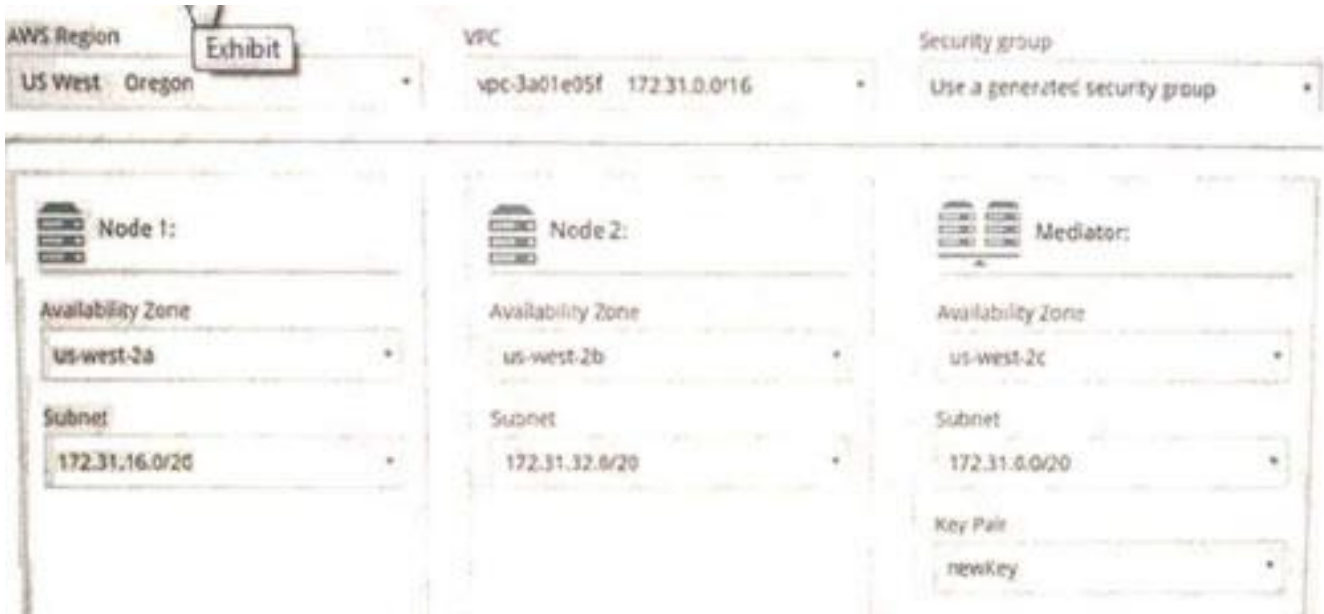 AWS Region
Exhibit
US West Oregon
VPC
vpc-3a01e05f 172.31.0.0/16
Security group
Use a generated security group
Node 1:
Availability Zone
us-west-2a
Subnet
172.31.16.0/20
Node 2:
Availability Zone
us-west-2b
Subnet
172.31.32.0/20
Mediator:
Availability Zone
us-west-2c
Subnet
172.31.0.0/20
Key Pair
newKey